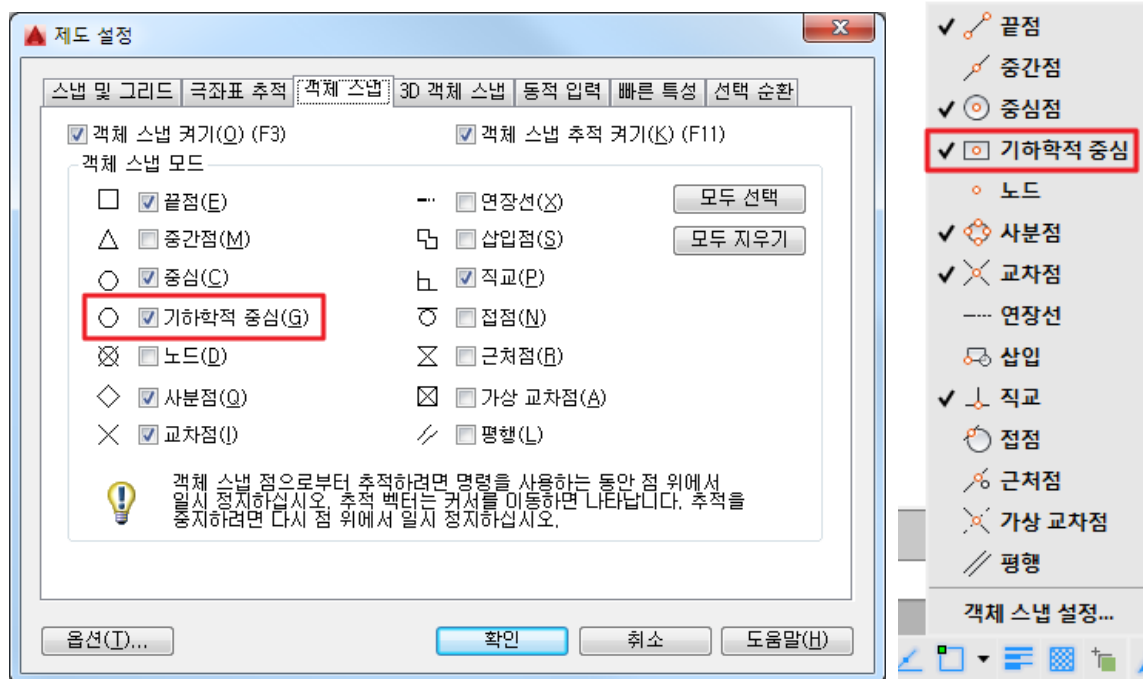 제도 설정
스냅 및 그리드 극좌표 추적 객체 스냅 3D 객체 스냅 동적 입력 빠른 특성 선택 순환
객체 스냅 켜기(O) (F3)
객체 스냅 추적 켜기(K) (F11)
객체 스냅 모드
끝점(E)
중간점(M)
중심(C)
기하학적 중심(G)
노드(D)
사분점(Q)
교차점(I)
연장선(X)
삽입점(S)
직교(P)
접점(N)
근처점(R)
가상 교차점(A)
평행(L)
모두 선택
모두 지우기
객체 스냅 점으로부터 추적하려면 명령을 사용하는 동안 점 위에서
일시 정지하십시오. 추적 벡터는 커서를 이동하면 나타납니다. 추적을
중지하려면 다시 점 위에서 일시 정지하십시오.
옵션(T)...
확인
취소
도움말(H)
끝점
중간점
중심점
기하학적 중심
노드
사분점
교차점
연장선
삽입
직교
접점
근처점
가상 교차점
평행
객체 스냅 설정...